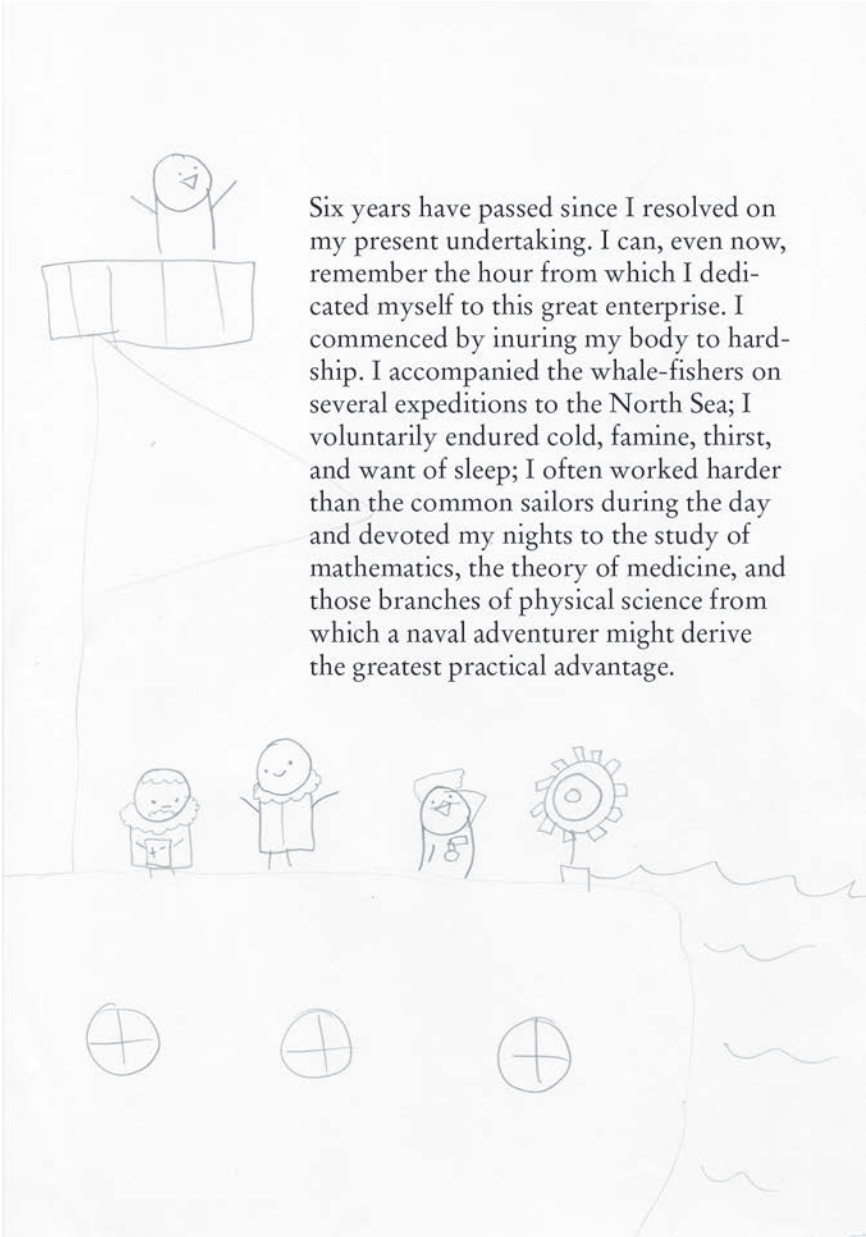 Six years have passed since I resolved on
my present undertaking. I can, even now,
remember the hour from which I dedi-
cated myself to this great enterprise. I
commenced by inuring my body to hard-
ship. I accompanied the whale-fishers on
several expeditions to the North Sea; I
voluntarily endured cold, famine, thirst,
and want of sleep; I often worked harder
than the common sailors during the day
and devoted my nights to the study of
mathematics, the theory of medicine, and
those branches of physical science from
which a naval adventurer might derive
the greatest practical advantage.